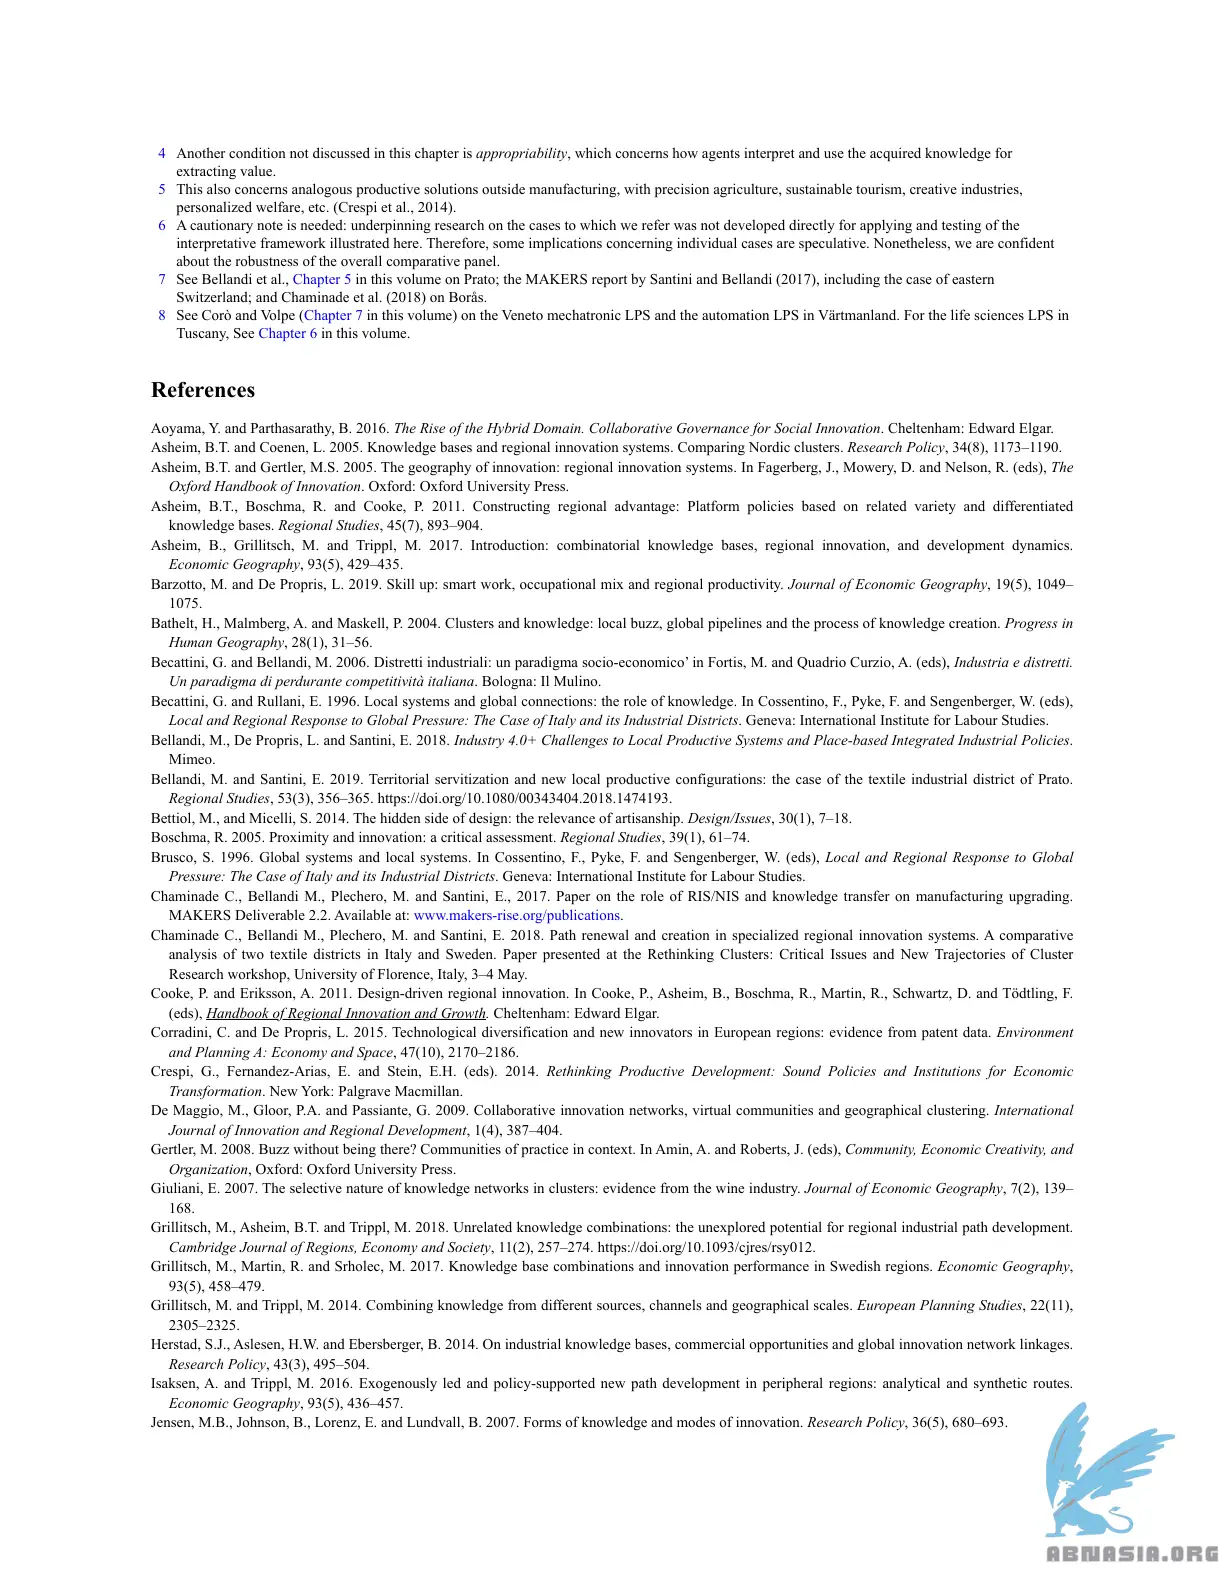 4 Another condition not discussed in this chapter is appropriability, which concerns how agents interpret and use the acquired knowledge for
extracting value.
5 This also concerns analogous productive solutions outside manufacturing, with precision agriculture, sustainable tourism, creative industries,
personalized welfare, etc. (Crespi et al., 2014).
6 A cautionary note is needed: underpinning research on the cases to which we refer was not developed directly for applying and testing of the
interpretative framework illustrated here. Therefore, some implications concerning individual cases are speculative. Nonetheless, we are confident
about the robustness of the overall comparative panel.
7 See Bellandi et al., Chapter 5 in this volume on Prato; the MAKERS report by Santini and Bellandi (2017), including the case of eastern
Switzerland; and Chaminade et al. (2018) on Borås.
8 See Corò and Volpe (Chapter 7 in this volume) on the Veneto mechatronic LPS and the automation LPS in Värtmanland. For the life sciences LPS in
Tuscany, See Chapter 6 in this volume.
References
Aoyama, Y. and Parthasarathy, B. 2016. The Rise of the Hybrid Domain. Collaborative Governance for Social Innovation. Cheltenham: Edward Elgar.
Asheim, B.T. and Coenen, L. 2005. Knowledge bases and regional innovation systems. Comparing Nordic clusters. Research Policy, 34(8), 1173–1190.
Asheim, B.T. and Gertler, M.S. 2005. The geography of innovation: regional innovation systems. In Fagerberg, J., Mowery, D. and Nelson, R. (eds), The
Oxford Handbook of Innovation. Oxford: Oxford University Press.
Asheim, B.T., Boschma, R. and Cooke, P. 2011. Constructing regional advantage: Platform policies based on related variety and differentiated
knowledge bases. Regional Studies, 45(7), 893–904.
Asheim, B., Grillitsch, M. and Trippl, M. 2017. Introduction: combinatorial knowledge bases, regional innovation, and development dynamics.
Economic Geography, 93(5), 429–435.
Barzotto, M. and De Propris, L. 2019. Skill up: smart work, occupational mix and regional productivity. Journal of Economic Geography, 19(5), 1049–
1075.
Bathelt, H., Malmberg, A. and Maskell, P. 2004. Clusters and knowledge: local buzz, global pipelines and the process of knowledge creation. Progress in
Human Geography, 28(1), 31–56.
Becattini, G. and Bellandi, M. 2006. Distretti industriali: un paradigma socio-economico’ in Fortis, M. and Quadrio Curzio, A. (eds), Industria e distretti.
Un paradigma di perdurante competitività italiana. Bologna: Il Mulino.
Becattini, G. and Rullani, E. 1996. Local systems and global connections: the role of knowledge. In Cossentino, F., Pyke, F. and Sengenberger, W. (eds),
Local and Regional Response to Global Pressure: The Case of Italy and its Industrial Districts. Geneva: International Institute for Labour Studies.
Bellandi, M., De Propris, L. and Santini, E. 2018. Industry 4.0+ Challenges to Local Productive Systems and Place-based Integrated Industrial Policies.
Mimeo.
Bellandi, M. and Santini, E. 2019. Territorial servitization and new local productive configurations: the case of the textile industrial district of Prato.
Regional Studies, 53(3), 356–365. https://doi.org/10.1080/00343404.2018.1474193.
Bettiol, M., and Micelli, S. 2014. The hidden side of design: the relevance of artisanship. Design/Issues, 30(1), 7–18.
Boschma, R. 2005. Proximity and innovation: a critical assessment. Regional Studies, 39(1), 61–74.
Brusco, S. 1996. Global systems and local systems. In Cossentino, F., Pyke, F. and Sengenberger, W. (eds), Local and Regional Response to Global
Pressure: The Case of Italy and its Industrial Districts. Geneva: International Institute for Labour Studies.
Chaminade C., Bellandi M., Plechero, M. and Santini, E., 2017. Paper on the role of RIS/NIS and knowledge transfer on manufacturing upgrading.
MAKERS Deliverable 2.2. Available at: www.makers-rise.org/publications.
Chaminade C., Bellandi M., Plechero, M. and Santini, E. 2018. Path renewal and creation in specialized regional innovation systems. A comparative
analysis of two textile districts in Italy and Sweden. Paper presented at the Rethinking Clusters: Critical Issues and New Trajectories of Cluster
Research workshop, University of Florence, Italy, 3–4 May.
Cooke, P. and Eriksson, A. 2011. Design-driven regional innovation. In Cooke, P., Asheim, B., Boschma, R., Martin, R., Schwartz, D. and Tödtling, F.
(eds), Handbook of Regional Innovation and Growth. Cheltenham: Edward Elgar.
Corradini, C. and De Propris, L. 2015. Technological diversification and new innovators in European regions: evidence from patent data. Environment
and Planning A: Economy and Space, 47(10), 2170–2186.
Crespi, G., Fernandez-Arias, E. and Stein, E.H. (eds). 2014. Rethinking Productive Development: Sound Policies and Institutions for Economic
Transformation. New York: Palgrave Macmillan.
De Maggio, M., Gloor, P.A. and Passiante, G. 2009. Collaborative innovation networks, virtual communities and geographical clustering. International
Journal of Innovation and Regional Development, 1(4), 387–404.
Gertler, M. 2008. Buzz without being there? Communities of practice in context. In Amin, A. and Roberts, J. (eds), Community, Economic Creativity, and
Organization, Oxford: Oxford University Press.
Giuliani, E. 2007. The selective nature of knowledge networks in clusters: evidence from the wine industry. Journal of Economic Geography, 7(2), 139–
168.
Grillitsch, M., Asheim, B.T. and Trippl, M. 2018. Unrelated knowledge combinations: the unexplored potential for regional industrial path development.
Cambridge Journal of Regions, Economy and Society, 11(2), 257–274. https://doi.org/10.1093/cjres/rsy012.
Grillitsch, M., Martin, R. and Srholec, M. 2017. Knowledge base combinations and innovation performance in Swedish regions. Economic Geography,
93(5), 458–479.
Grillitsch, M. and Trippl, M. 2014. Combining knowledge from different sources, channels and geographical scales. European Planning Studies, 22(11),
2305–2325.
Herstad, S.J., Aslesen, H.W. and Ebersberger, B. 2014. On industrial knowledge bases, commercial opportunities and global innovation network linkages.
Research Policy, 43(3), 495–504.
Isaksen, A. and Trippl, M. 2016. Exogenously led and policy-supported new path development in peripheral regions: analytical and synthetic routes.
Economic Geography, 93(5), 436–457.
Jensen, M.B., Johnson, B., Lorenz, E. and Lundvall, B. 2007. Forms of knowledge and modes of innovation. Research Policy, 36(5), 680–693.
ABNASIA.ORG